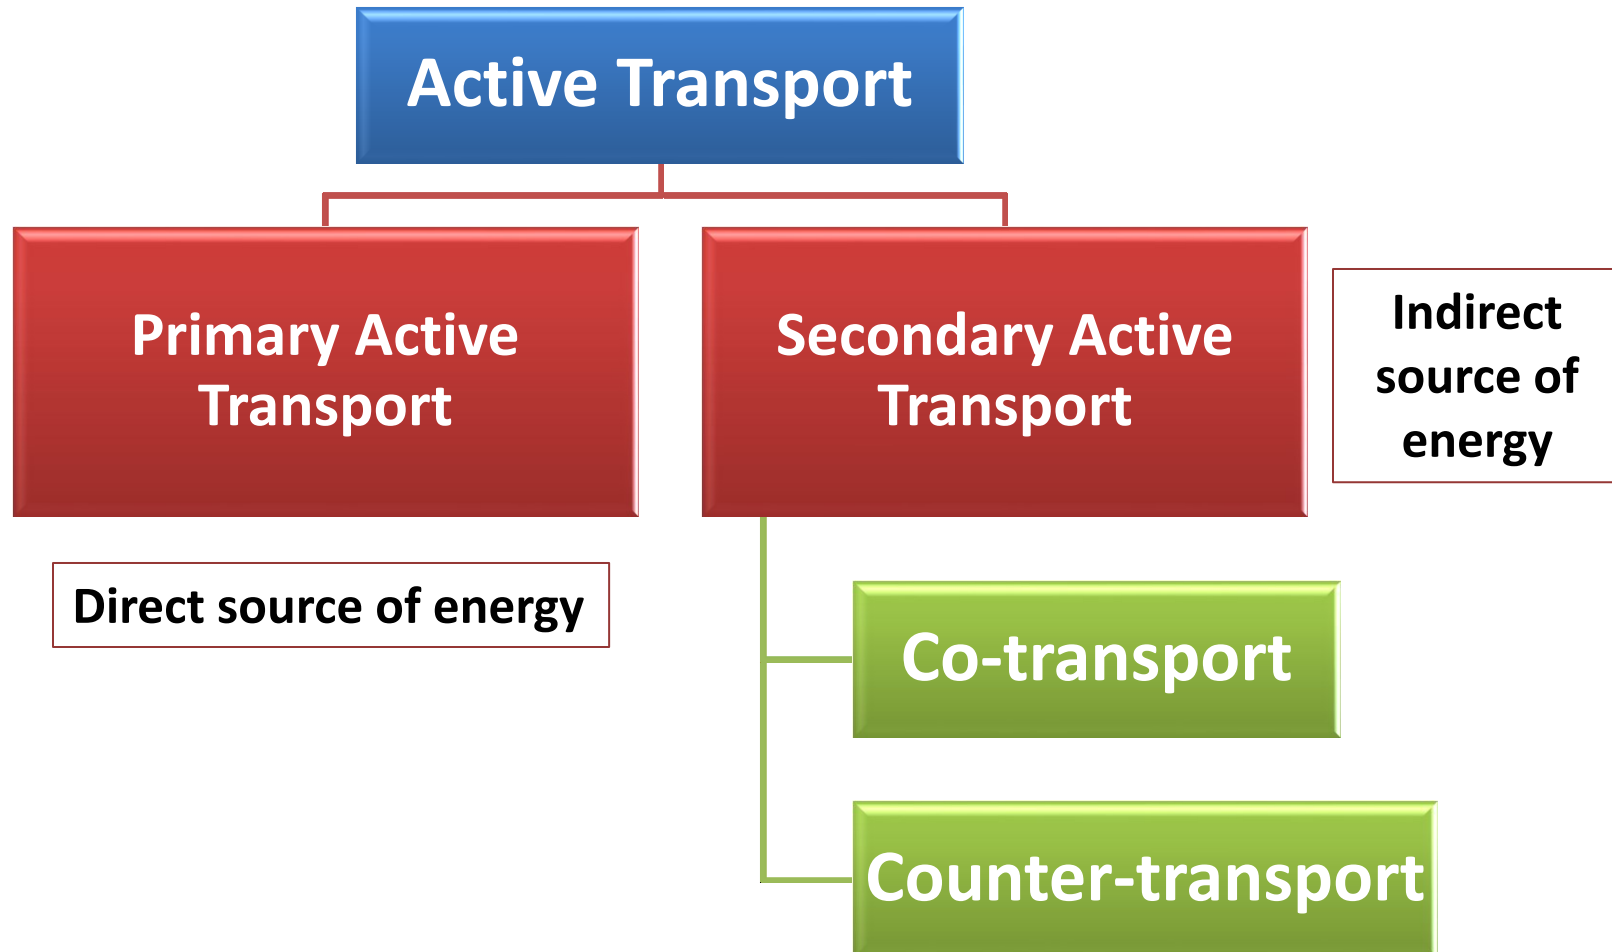 Active Transport
Primary Active
Transport
Secondary Active
Transport
Indirect
source of
energy
Direct source of energy
Co-transport
Counter-transport